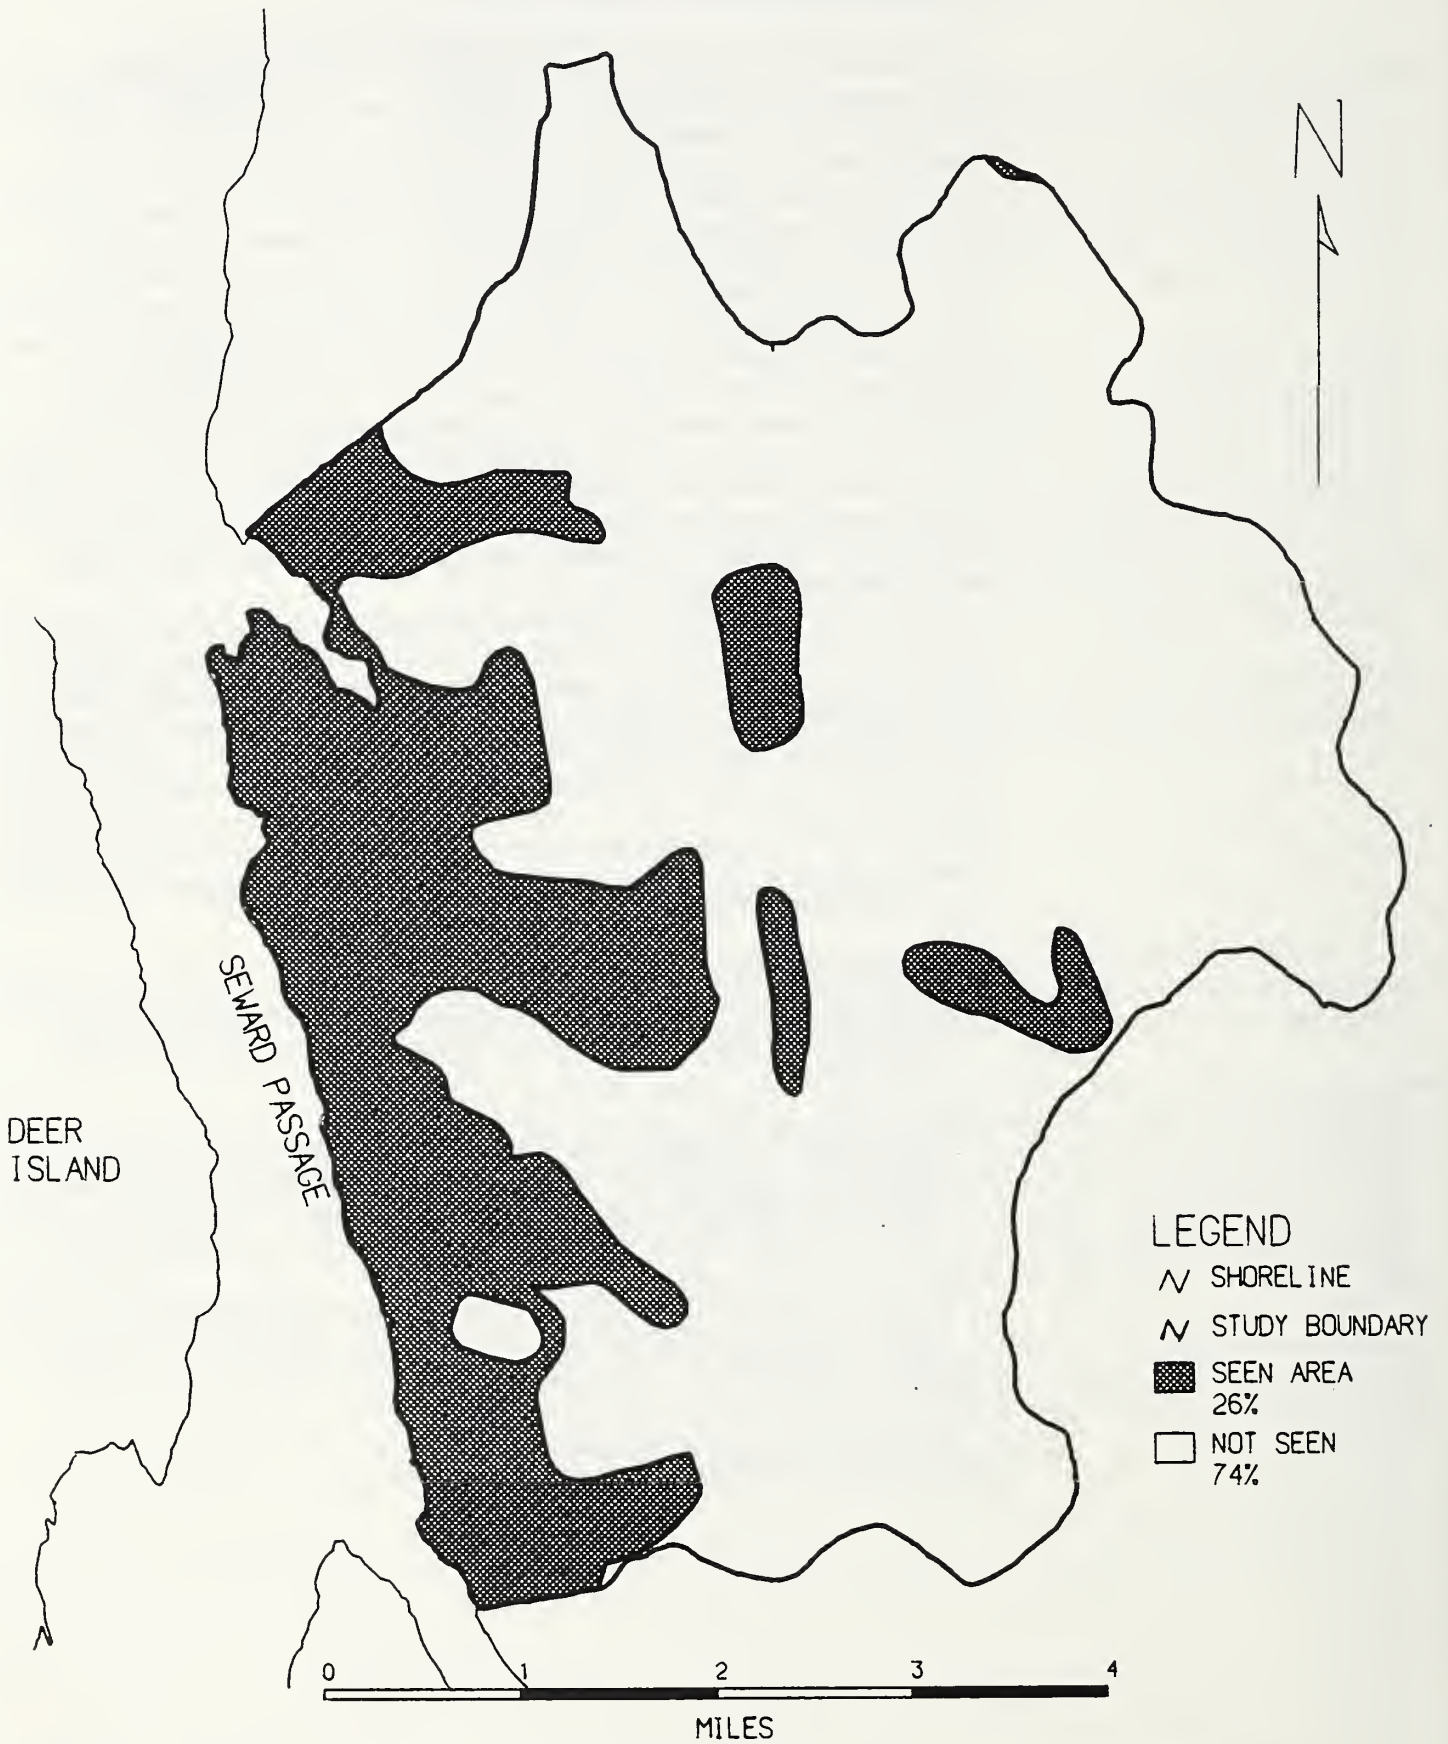 N
SEWARD PASSAGE
DEER
ISLAND
LEGEND
SHORELINE
STUDY BOUNDARY
SEEN AREA
26%
NOT SEEN
74%
0 1 2 3 4
MILES